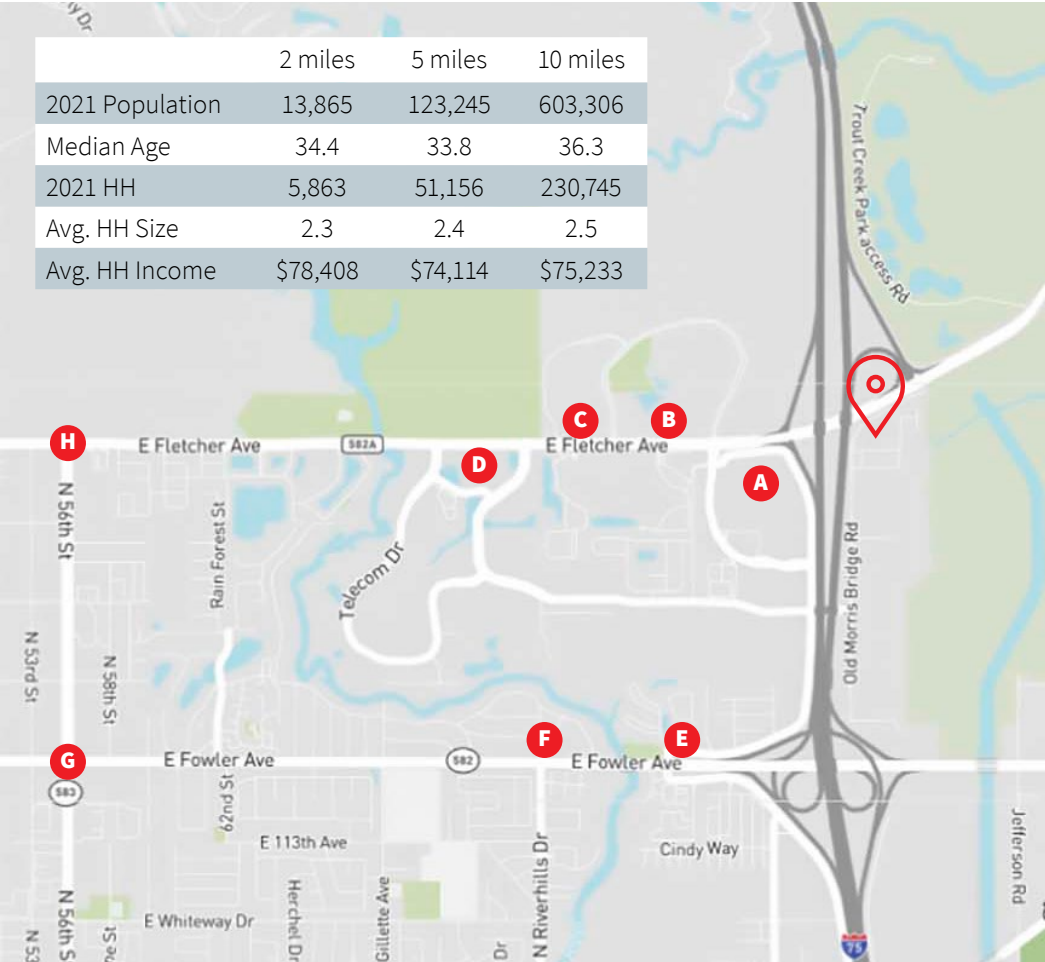 y Dr
2 miles 5 miles 10 miles
2021 Population 13,865 123,245 603,306
Median Age 34.4 33.8 36.3
2021 HH 5,863 51,156 230,745
Avg. HH Size 2.3 2.4 2.5
Avg. HH Income $78,408 $74,114 $75,233
Trout Creek Park access Rd
C
B
H
E Fletcher Ave
582A
E Fletcher Ave
D
A
N 56th St
Rain Forest St
Telecom Dr
Old Morris Bridge Rd
N 53rd St
N 58th St
G
E Fowler Ave
582
F
E Fowler Ave
E
583
62nd St
E 113th Ave
Cindy Way
N Riverhills Dr
Jefferson Rd
N 56th S
E Whiteway Dr
Herchel Dr
Gillette Ave
N 53
ve St
Dr
75